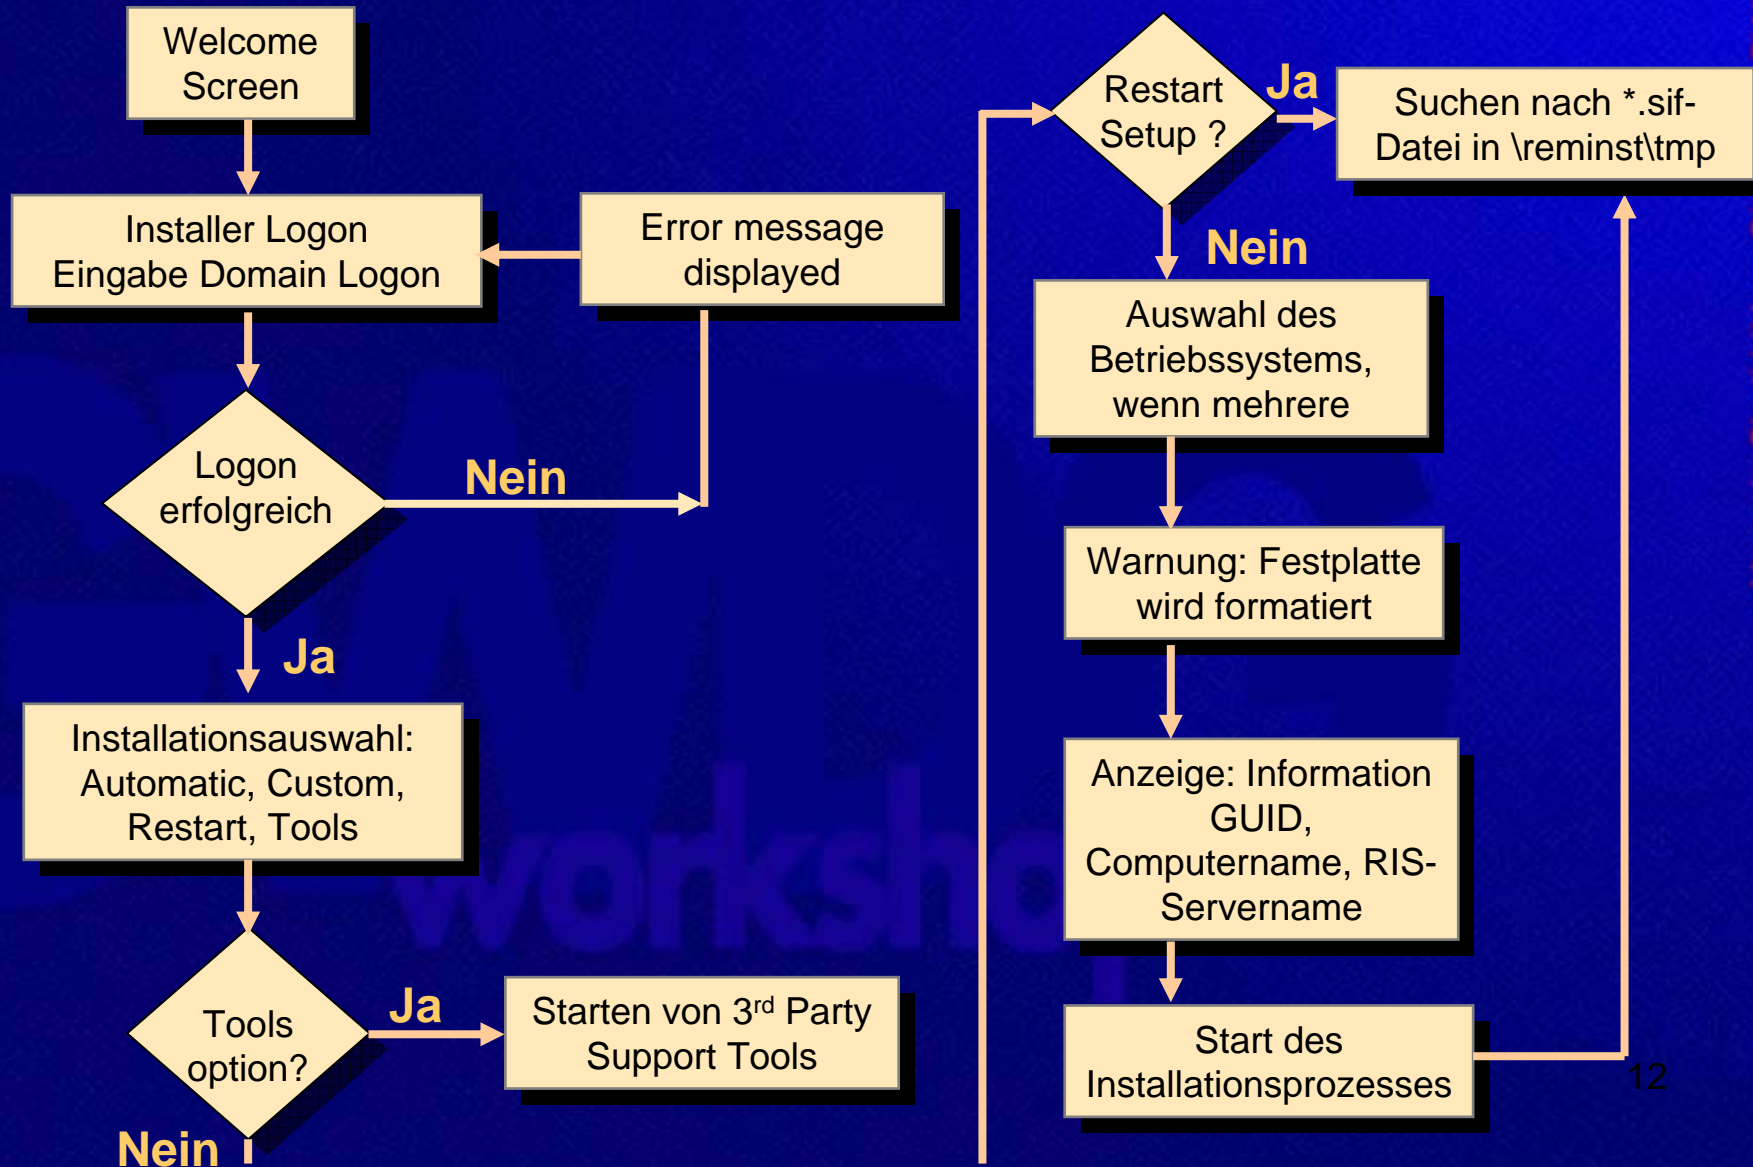 Welcome
Screen
Installer Logon
Eingabe Domain Logon
Error message
displayed
Logon
erfolgreich
Nein
Ja
Installationsauswahl:
Automatic, Custom,
Restart, Tools
Tools
option?
Ja
Starten von 3rd Party
Support Tools
Nein
Restart
Setup ?
Ja
Suchen nach *.sif-
Datei in \reminst\tmp
Nein
Auswahl des
Betriebssystems,
wenn mehrere
Warnung: Festplatte
wird formatiert
Anzeige: Information
GUID,
Computername, RIS-
Servername
Start des
Installationsprozesses
12
workshop